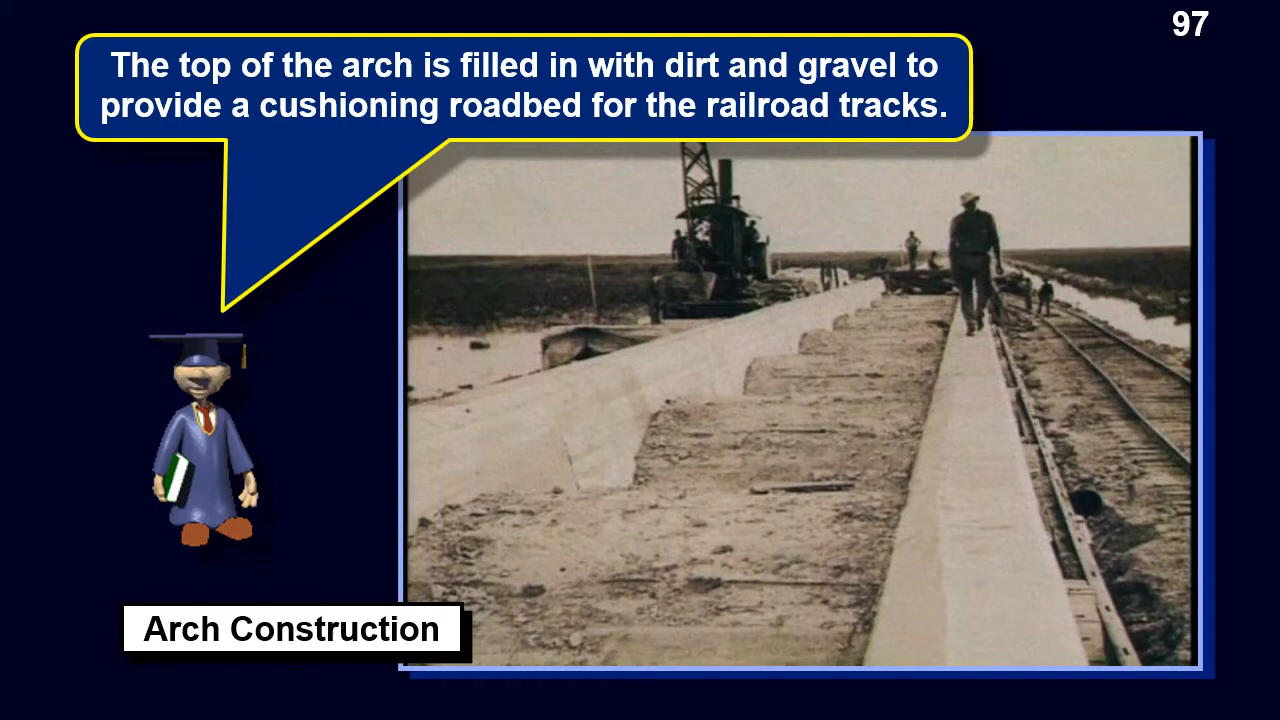 97
The top of the arch is filled in with dirt and gravel to
provide a cushioning roadbed for the railroad tracks.
Arch Construction